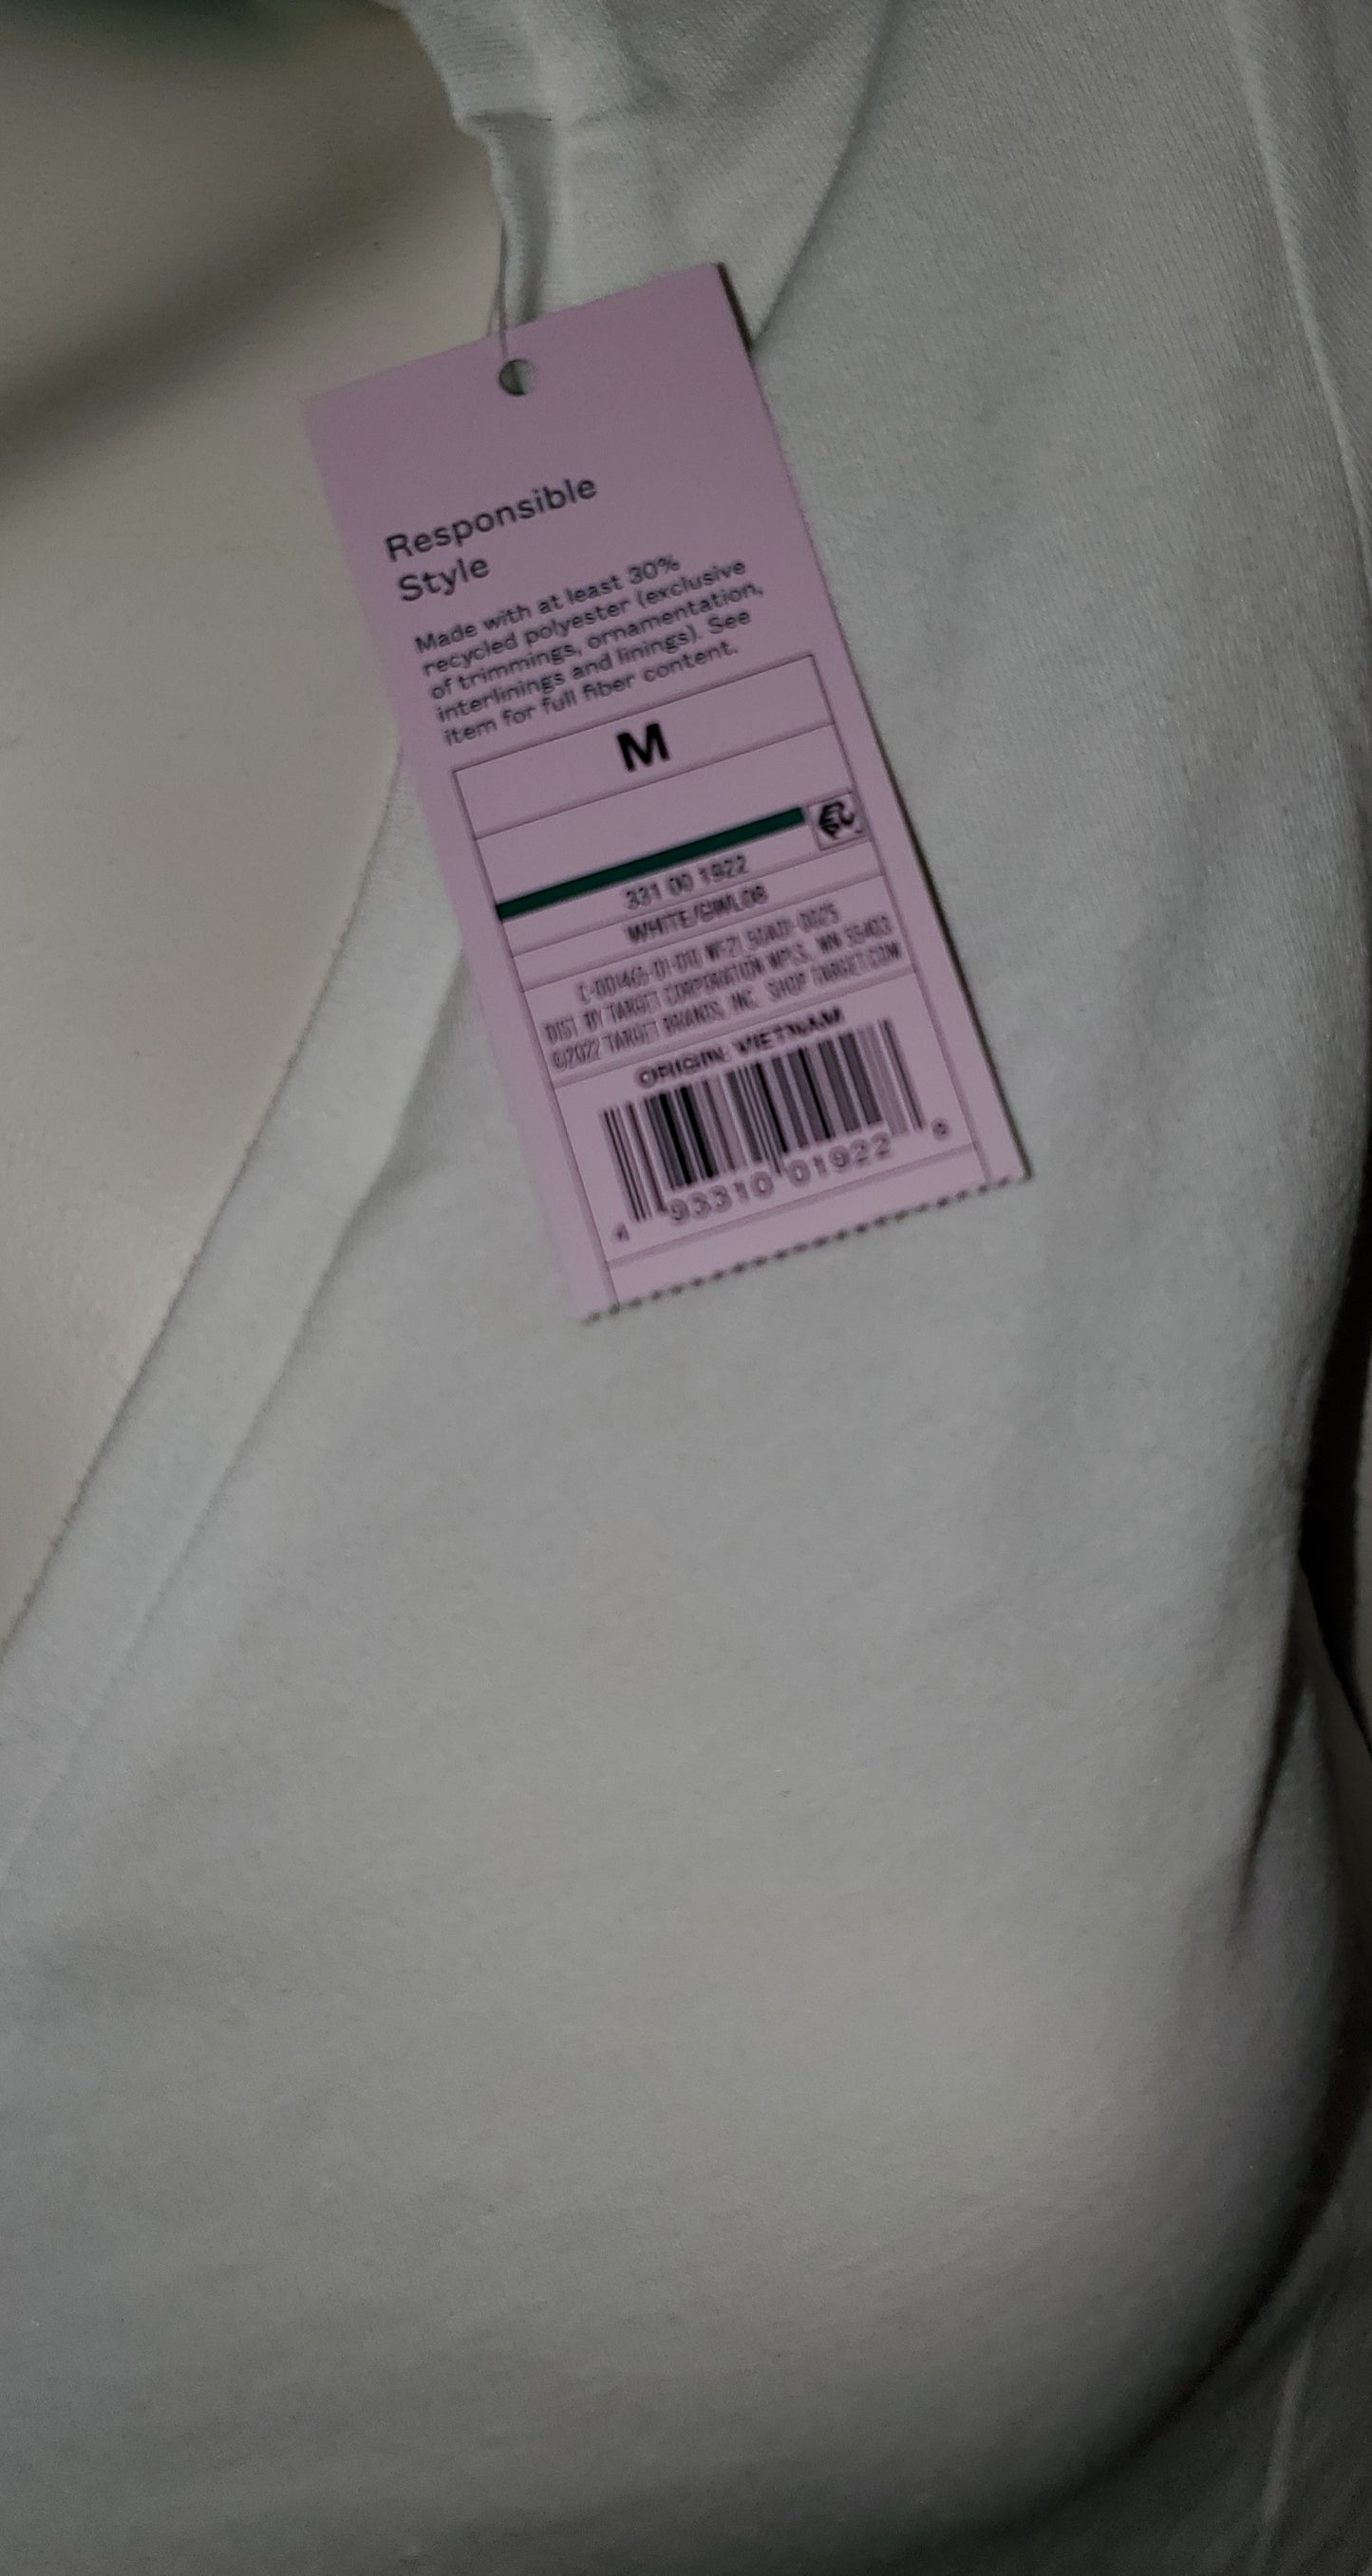 Responsible
Style
Made with at least 30%
recycled polyester (exclusive
of trimmings, ornamentation,
interlinings and linings). See
item for full fiber content.
M
331 00 1922
DIST. BY TARGET CORPORATION MPLS., MN 55403
©2022 TARGET BRANDS, INC. SHOP TARGET.COM
ORIGIN: VIETNAM
93310 01922